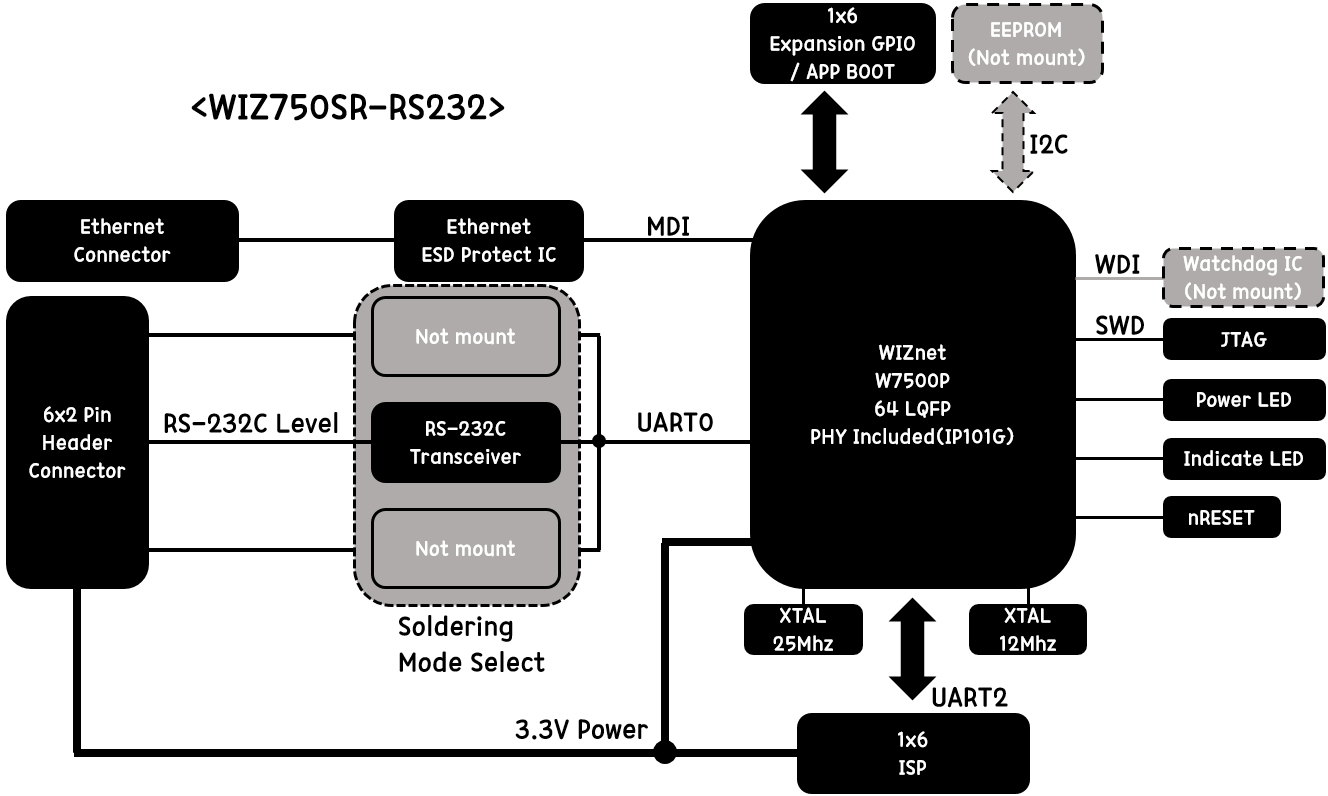 1x6
Expansion GPIO
/ APP BOOT
EEPROM
(Not mount)
<WIZ750SR-RS232>
I2C
Ethernet
Connector
Ethernet
ESD Protect IC
MDI
WDI
Watchdog IC
(Not mount)
SWD
JTAG
Not mount
WIZnet
W7500P
64 LQFP
PHY Included(IP101G)
Power LED
6x2 Pin
Header
Connector
RS-232C Level
RS-232C
Transceiver
UART0
Indicate LED
nRESET
Not mount
Soldering
Mode Select
XTAL
25Mhz
XTAL
12Mhz
UART2
3.3V Power
1x6
ISP